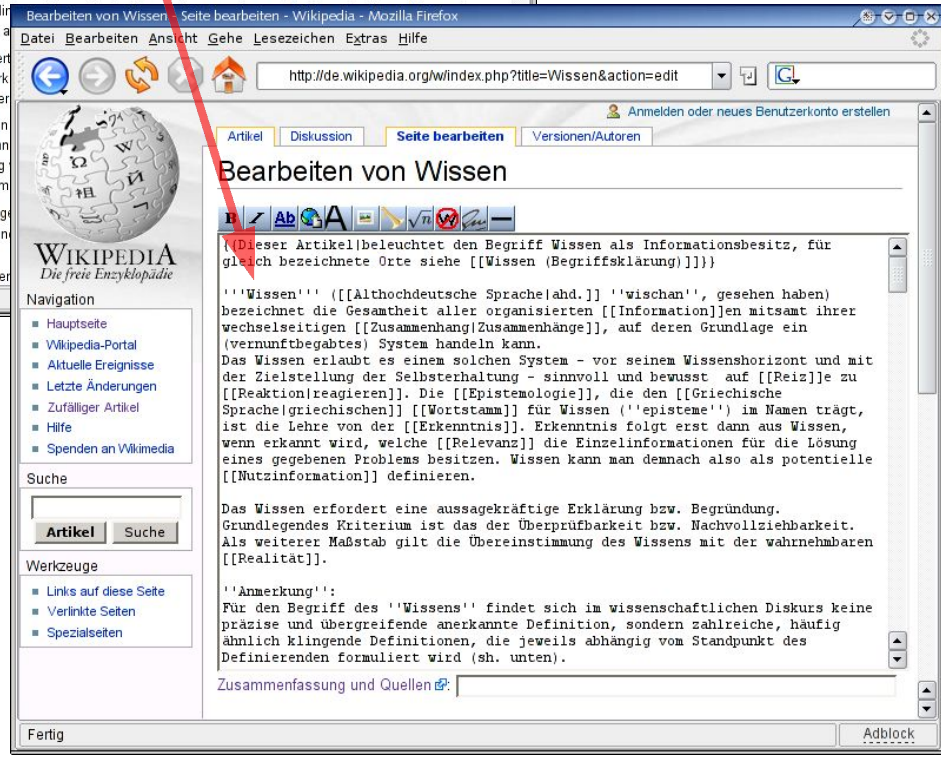 Bearbeiten von Wissen - Seite bearbeiten - Wikipedia - Mozilla Firefox
Datei Bearbeiten Ansicht Gehe Lesezeichen Extras Hilfe
http://de.wikipedia.org/w/index.php?title=Wissen&action=edit
G
Anmelden oder neues Benutzerkonto erstellen
Artikel Diskussion Seite bearbeiten Versionen/Autoren
Bearbeiten von Wissen
B I Ab A √n W
WIKIPEDIA
Die freie Enzyklopädie
Navigation
Hauptseite
Wikipedia-Portal
Aktuelle Ereignisse
Letzte Änderungen
Zufälliger Artikel
Hilfe
Spenden an Wikimedia
Suche
Artikel Suche
Werkzeuge
Links auf diese Seite
Verlinkte Seiten
Spezialseiten
{{Dieser Artikel|beleuchtet den Begriff Wissen als Informationsbesitz, für
gleich bezeichnete Orte siehe [[Wissen (Begriffsklärung)]]}}
'''Wissen''' ([[Althochdeutsche Sprache|ahd.]] ''wischan'', gesehen haben)
bezeichnet die Gesamtheit aller organisierten [[Information]]en mitsamt ihrer
wechselseitigen [[Zusammenhang|Zusammenhänge]], auf deren Grundlage ein
(vernunftbegabtes) System handeln kann.
Das Wissen erlaubt es einem solchen System - vor seinem Wissenshorizont und mit
der Zielstellung der Selbsterhaltung - sinnvoll und bewusst auf [[Reiz]]e zu
[[Reaktion|reagieren]]. Die [[Epistemologie]], die den [[Griechische
Sprache|griechischen]] [[Wortstamm]] für Wissen (''episteme'') im Namen trägt,
ist die Lehre von der [[Erkenntnis]]. Erkenntnis folgt erst dann aus Wissen,
wenn erkannt wird, welche [[Relevanz]] die Einzelinformationen für die Lösung
eines gegebenen Problems besitzen. Wissen kann man demnach also als potentielle
[[Nutzinformation]] definieren.
Das Wissen erfordert eine aussagekräftige Erklärung bzw. Begründung.
Grundlegendes Kriterium ist das der Überprüfbarkeit bzw. Nachvollziehbarkeit.
Als weiterer Maßstab gilt die Übereinstimmung des Wissens mit der wahrnehmbaren
[[Realität]].
''Anmerkung'':
Für den Begriff des ''Wissens'' findet sich im wissenschaftlichen Diskurs keine
präzise und übergreifende anerkannte Definition, sondern zahlreiche, häufig
ähnlich klingende Definitionen, die jeweils abhängig vom Standpunkt des
Definierenden formuliert wird (sh. unten).
Zusammenfassung und Quellen :
Fertig
Adblock